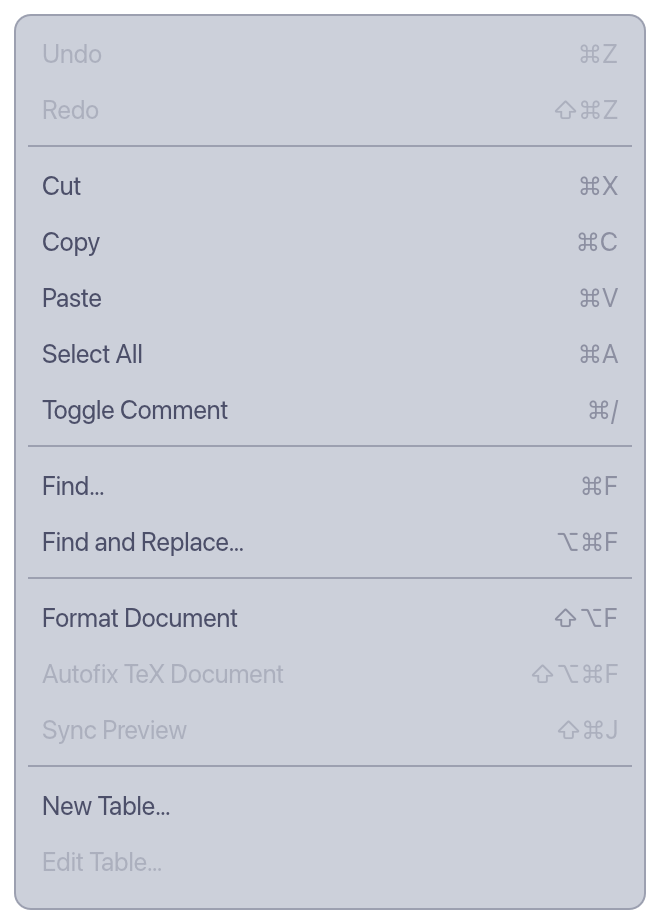 Undo ⌘Z
Redo ⇧⌘Z
Cut ⌘X
Copy ⌘C
Paste ⌘V
Select All ⌘A
Toggle Comment ⌘/
Find... ⌘F
Find and Replace... ⌥⌘F
Format Document ⇧⌥F
Autofix TeX Document ⇧⌥⌘F
Sync Preview ⇧⌘J
New Table...
Edit Table...